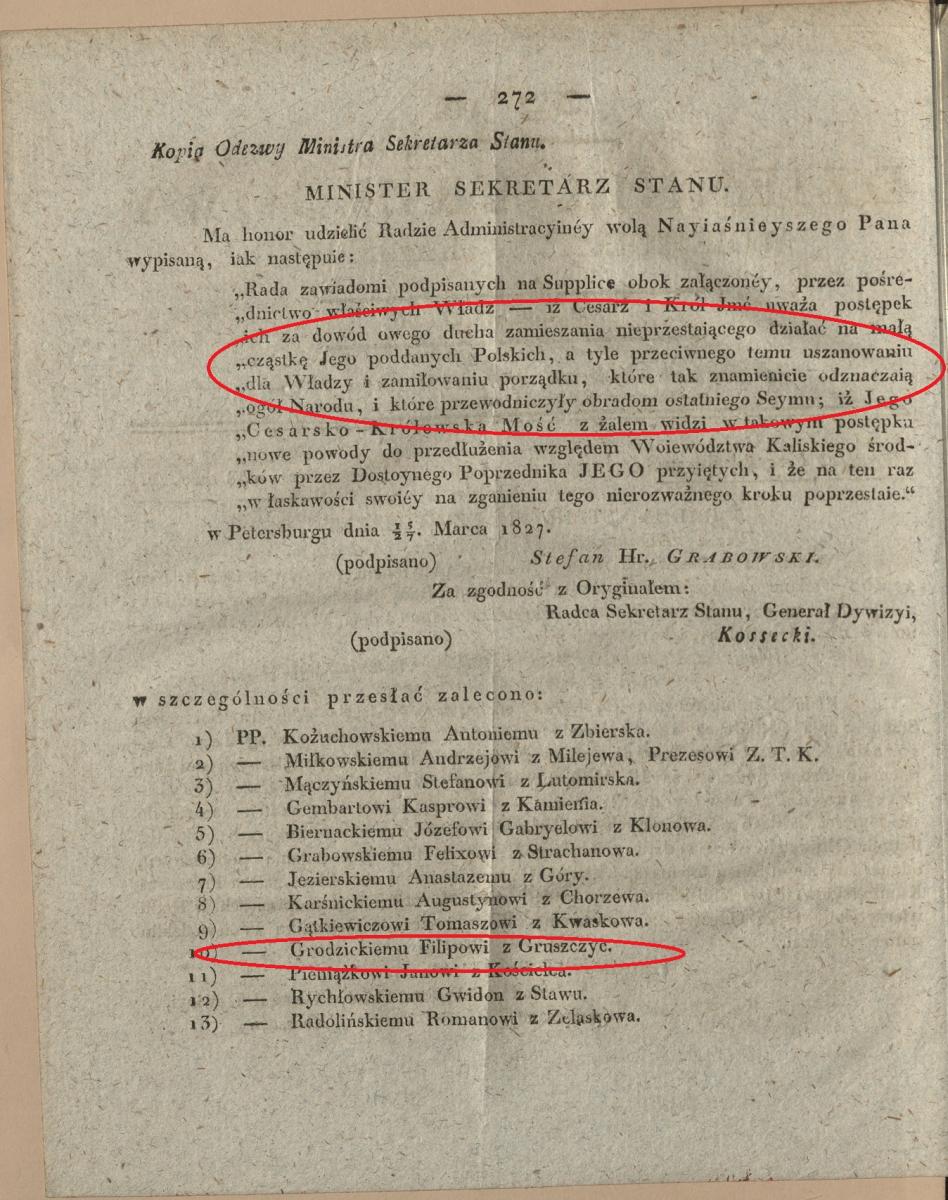 — 272 —
Kopia Odezwy Ministra Sekretarza Stanu.
MINISTER SEKRETARZ STANU.
Ma honor udzielić Radzie Administracyinéy wolą Nayiaśnieyszego Pana
wypisaną, iak następuie:
„Rada zawiadomi podpisanych na Supplice obok załączonéy, przez pośre-
„dnictwo właściwych Władz — iż Cesarz i Król Jmć uważa postępek
„ich za dowód owego ducha zamieszania nieprzestaiącego działać na małą
„cząstkę Jego poddanych Polskich, a tyle przeciwnego temu uszanowaniu
„dla Władzy i zamiłowaniu porządku, które tak znamienicie odznaczaią
„ogół Narodu, i które przewodniczyły obradom ostatniego Seymu; iż Jego
„Cesarsko-Królewska Mość z żalem widzi w takowym postępku
„nowe powody do przedłużenia względem Woiewództwa Kaliskiego środ-
„ków przez Dostoynego Poprzednika JEGO przyiętych, i że na ten raz
„w łaskawości swoiéy na zganieniu tego nierozważnego kroku poprzestaie.“
w Petersburgu dnia 5/17. Marca 1827.
(podpisano) Stefan Hr. GRABOWSKI.
Za zgodność z Oryginałem:
Radca Sekretarz Stanu, Generał Dywizyi,
(podpisano) Kossecki.
w szczególności przesłać zalecono:
1) PP. Kożuchowskiemu Antoniemu z Zbierska.
2) — Miłkowskiemu Andrzejowi z Milejewa, Prezesowi Z. T. K.
3) — Mączyńskiemu Stefanowi z Lutomirska.
4) — Gembartowi Kasprowi z Kamienia.
5) — Biernackiemu Józefowi Gabryelowi z Klonowa.
6) — Grabowskiemu Felixowi z Strachanowa.
7) — Jezierskiemu Anastazemu z Góry.
8) — Karśnickiemu Augustynowi z Chorzewa.
9) — Gątkiewiczowi Tomaszowi z Kwaskowa.
10) — Grodzickiemu Filipowi z Gruszczyc.
11) — Pieniążkowi Janowi z Kościelca.
12) — Rychłowskiemu Gwidon z Stawu.
13) — Radolińskiemu Romanowi z Żelaskowa.